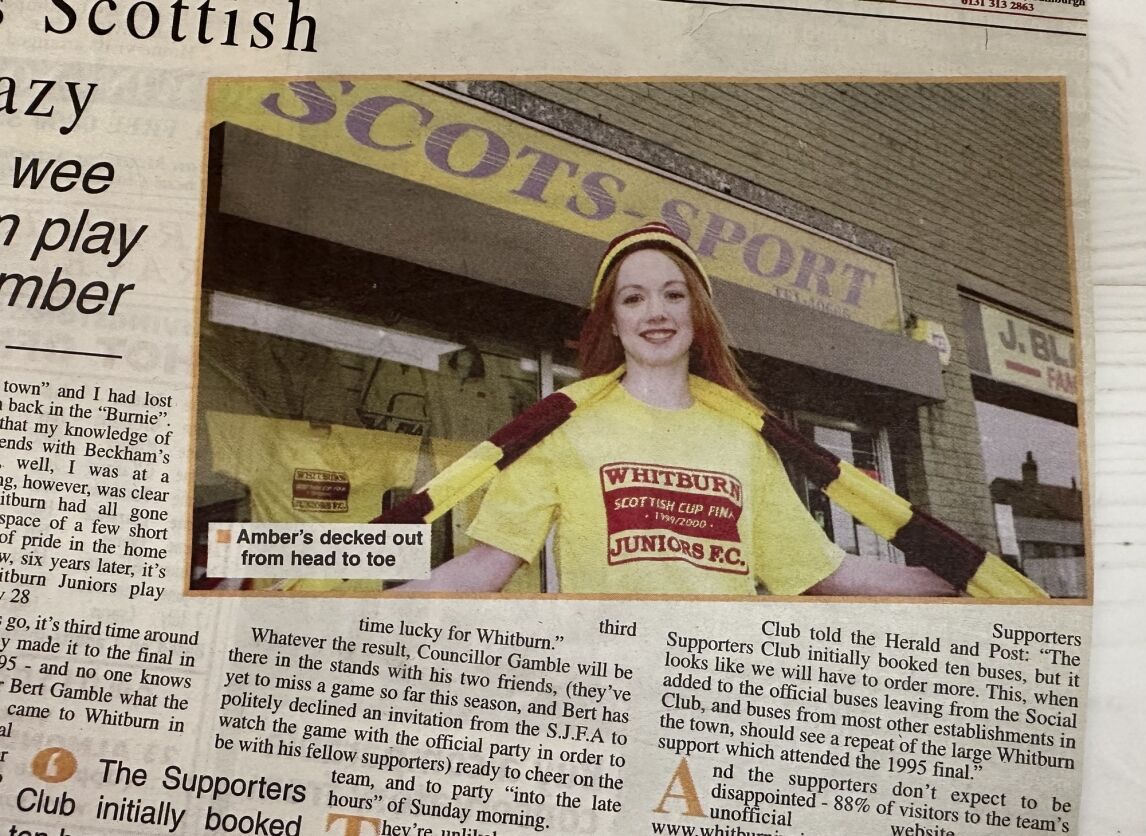 0131 313 2863
Scottish
azy
wee
play
mber
SCOTS-SPORT
J. BLA
FAN
WHITBURN
SCOTTISH CUP FINA
1999/2000
JUNIORS F.C.
WHITBURN
JUNIORS F.C.
Amber's decked out
from head to toe
town” and I had lost
back in the “Burnie”.
that my knowledge of
ends with Beckham's
well, I was at a
ng, however, was clear
itburn had all gone
space of a few short
of pride in the home
w, six years later, it's
itburn Juniors play
28
go, it's third time around
y made it to the final in
95 - and no one knows
r Bert Gamble what the
came to Whitburn in
The Supporters
Club initially booked
time lucky for Whitburn.” third
Whatever the result, Councillor Gamble will be
there in the stands with his two friends, (they've
yet to miss a game so far this season, and Bert has
politely declined an invitation from the S.J.F.A to
watch the game with the official party in order to
be with his fellow supporters) ready to cheer on the
team, and to party “into the late
hours” of Sunday morning.
They're unlikel
Club told the Herald and Post: “The Supporters
Supporters Club initially booked ten buses, but it
looks like we will have to order more. This, when
added to the official buses leaving from the Social
Club, and buses from most other establishments in
the town, should see a repeat of the large Whitburn
support which attended the 1995 final.”
And the supporters don't expect to be
disappointed - 88% of visitors to the team's
unofficial website